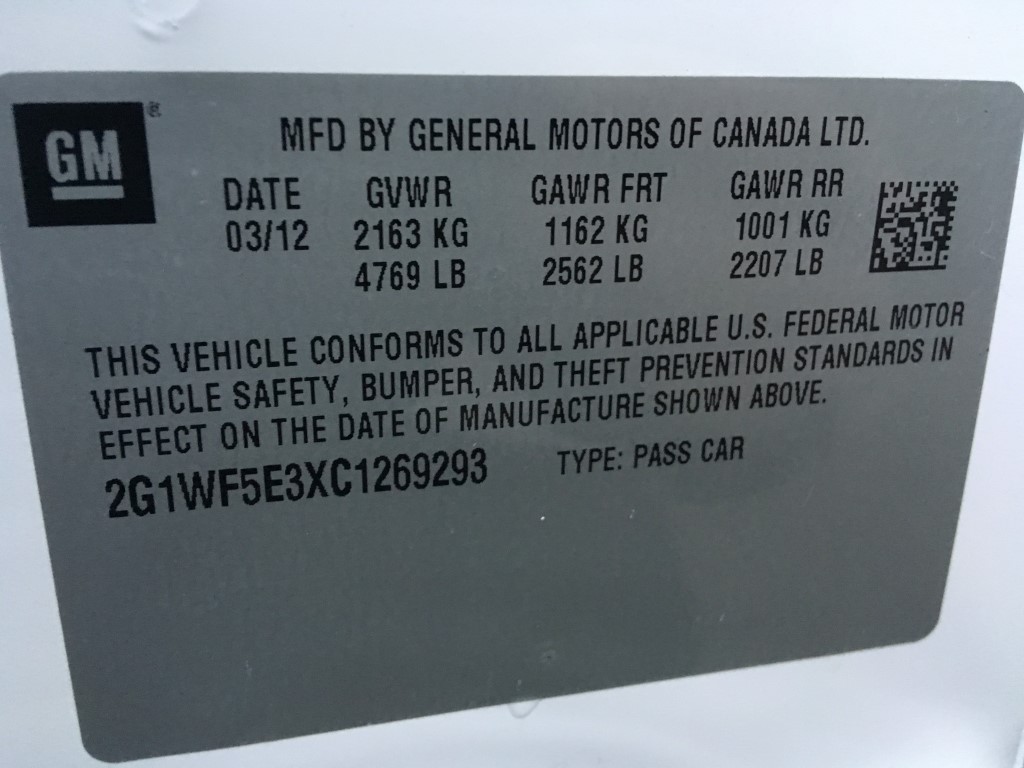 GM ®
MFD BY GENERAL MOTORS OF CANADA LTD.
DATE GVWR GAWR FRT GAWR RR
03/12 2163 KG 1162 KG 1001 KG
4769 LB 2562 LB 2207 LB
THIS VEHICLE CONFORMS TO ALL APPLICABLE U.S. FEDERAL MOTOR
VEHICLE SAFETY, BUMPER, AND THEFT PREVENTION STANDARDS IN
EFFECT ON THE DATE OF MANUFACTURE SHOWN ABOVE.
2G1WF5E3XC1269293 TYPE: PASS CAR